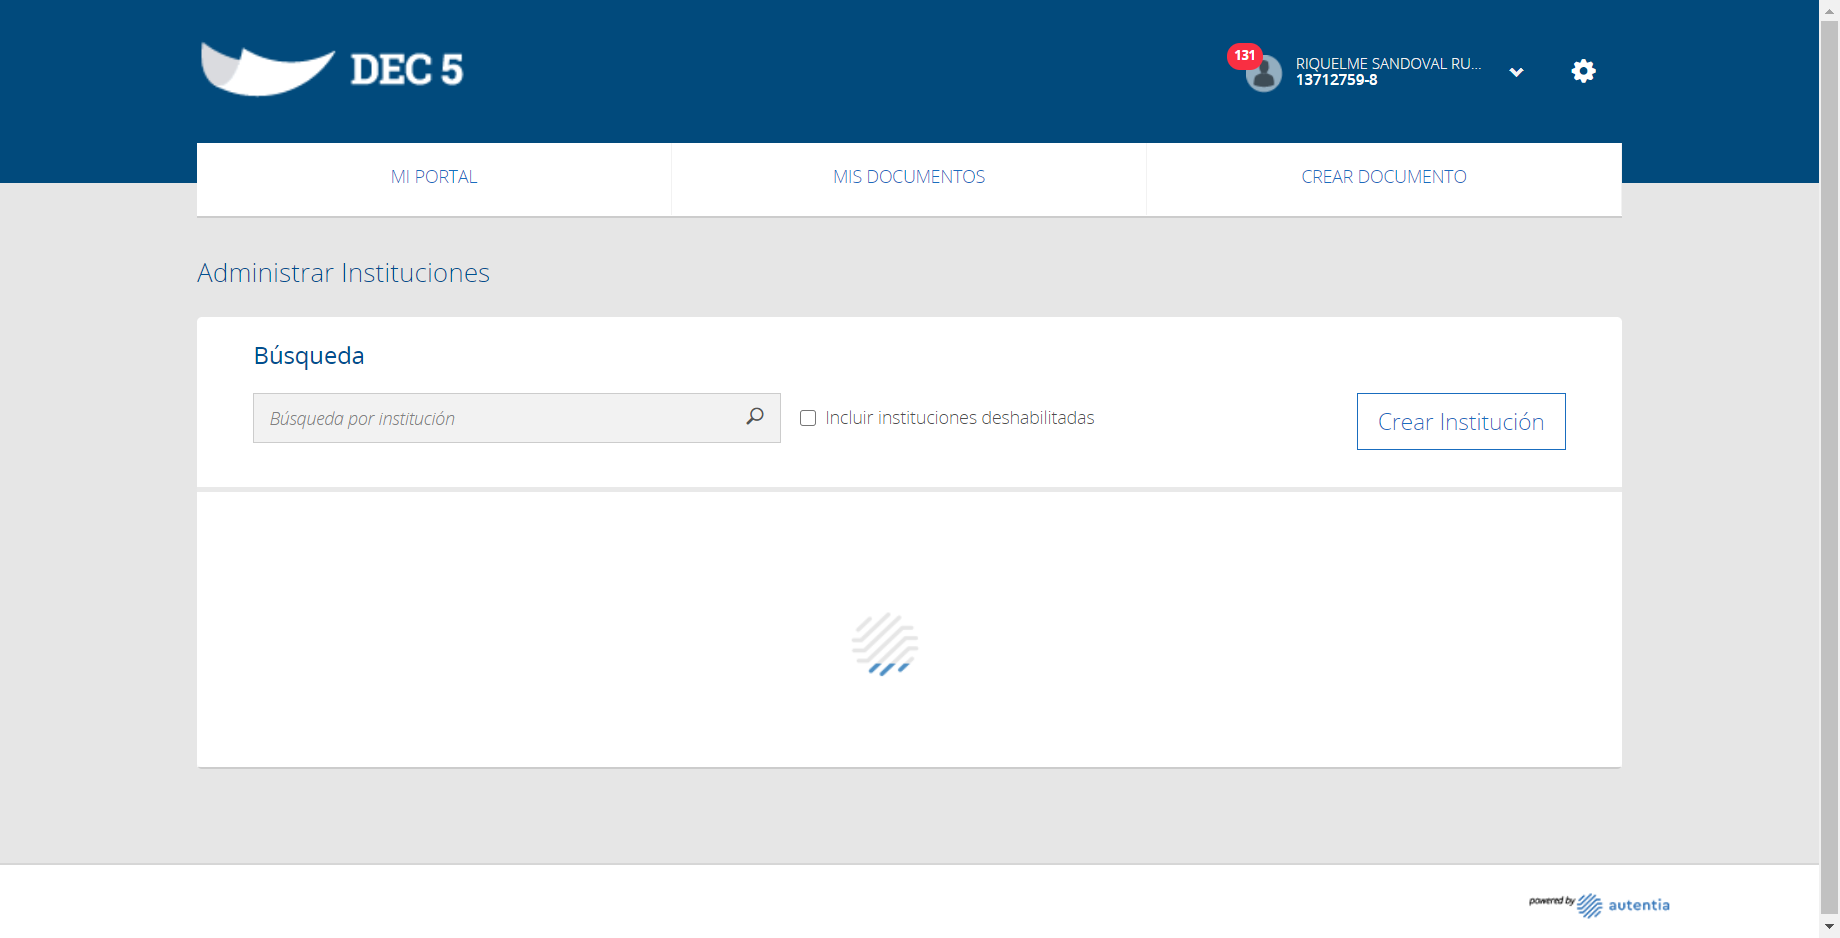 DEC 5
131
RIQUELME SANDOVAL RU...
13712759-8
MI PORTAL
MIS DOCUMENTOS
CREAR DOCUMENTO
Administrar Instituciones
Búsqueda
Búsqueda por institución
Incluir instituciones deshabilitadas
Crear Institución
powered by autentia